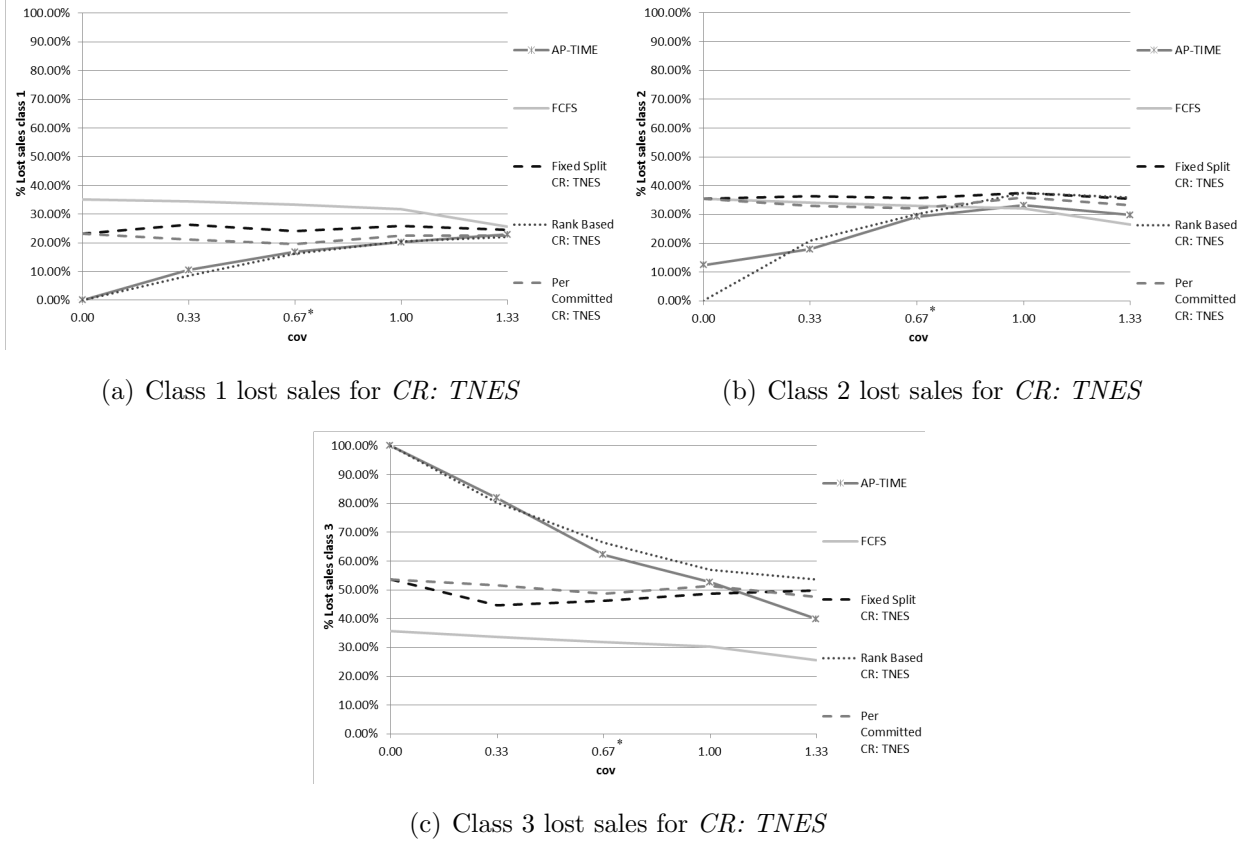 100.00%
90.00%
80.00%
70.00%
60.00%
50.00%
40.00%
30.00%
20.00%
10.00%
0.00%
% Lost sales class 1
0.00 0.33 0.67* 1.00 1.33
cov
AP-TIME
FCFS
Fixed Split
CR: TNES
Rank Based
CR: TNES
Per
Committed
CR: TNES
(a) Class 1 lost sales for CR: TNES
100.00%
90.00%
80.00%
70.00%
60.00%
50.00%
40.00%
30.00%
20.00%
10.00%
0.00%
% Lost sales class 2
0.00 0.33 0.67* 1.00 1.33
cov
AP-TIME
FCFS
Fixed Split
CR: TNES
Rank Based
CR: TNES
Per
Committed
CR: TNES
(b) Class 2 lost sales for CR: TNES
100.00%
90.00%
80.00%
70.00%
60.00%
50.00%
40.00%
30.00%
20.00%
10.00%
0.00%
% Lost sales class 3
0.00 0.33 0.67* 1.00 1.33
cov
AP-TIME
FCFS
Fixed Split
CR: TNES
Rank Based
CR: TNES
Per
Committed
CR: TNES
(c) Class 3 lost sales for CR: TNES